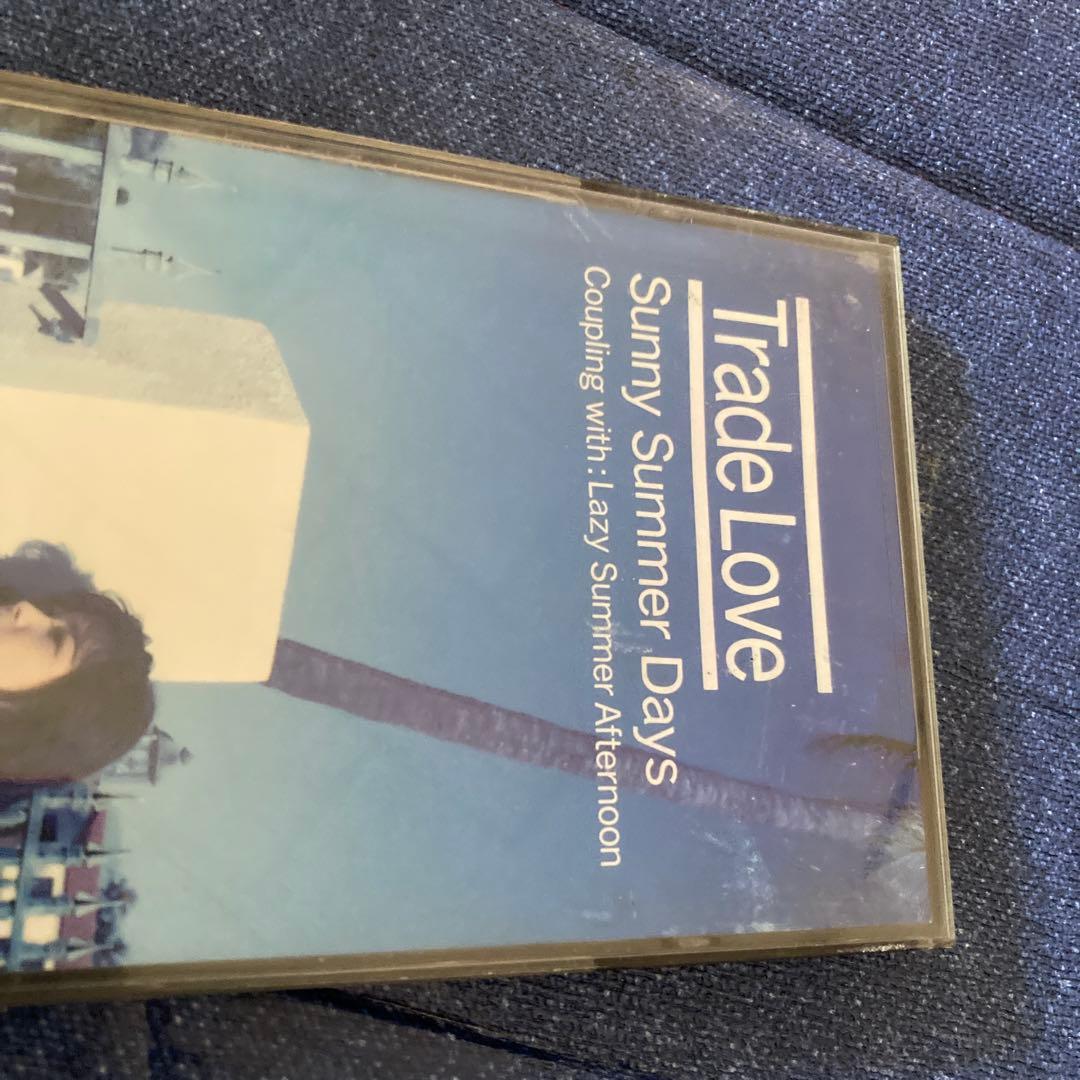 Trade Love
Sunny Summer Days
Coupling with : Lazy Summer Afternoon